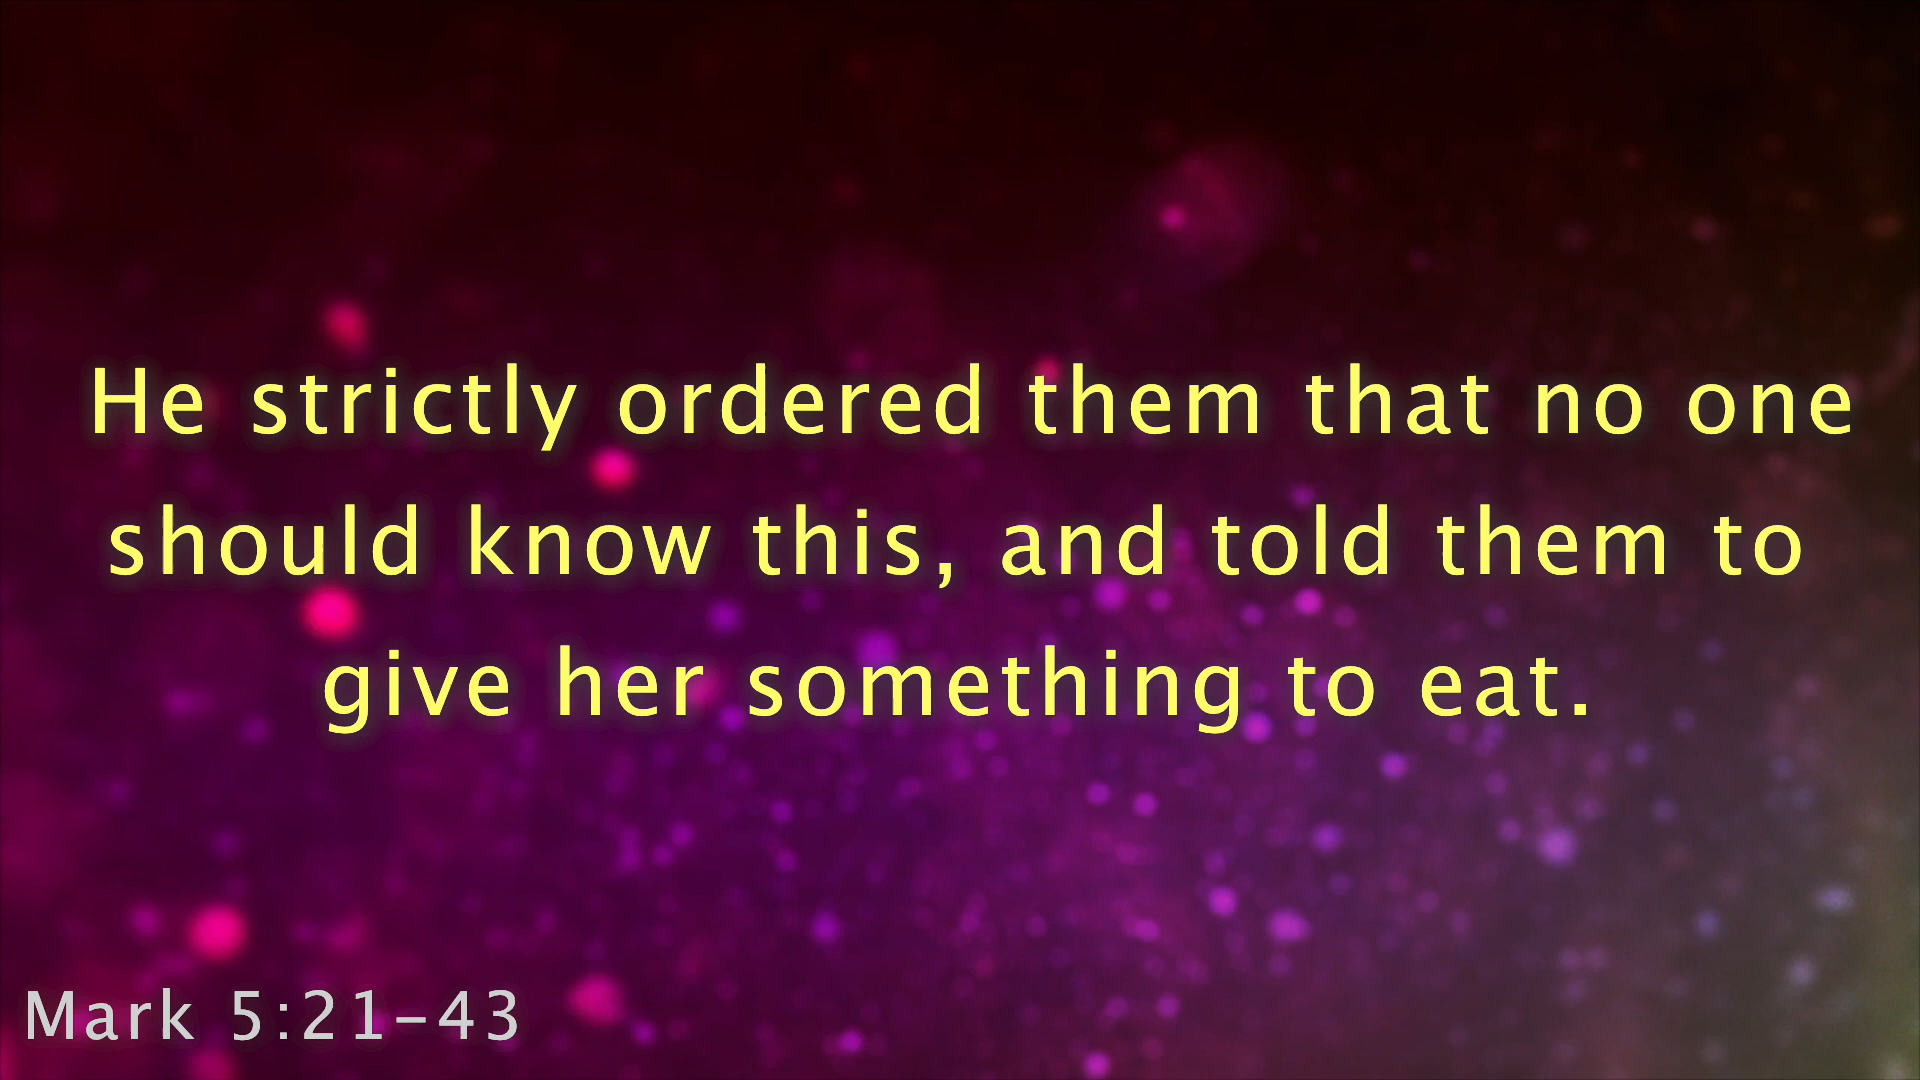 He strictly ordered them that no one
should know this, and told them to
give her something to eat.
Mark 5:21-43